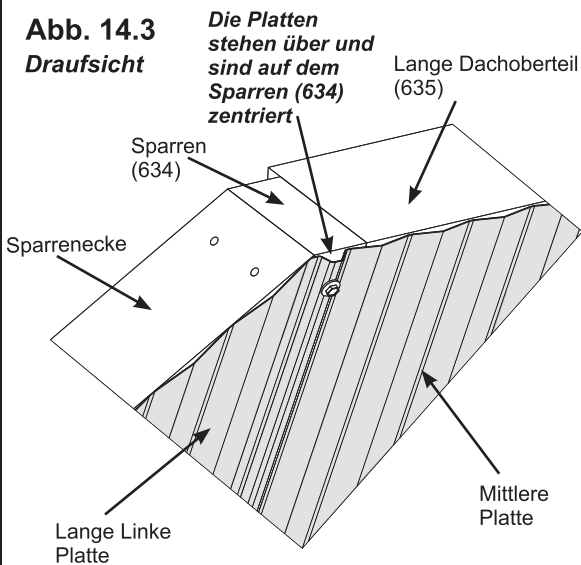 Abb. 14.3
Draufsicht
Die Platten
stehen über und
sind auf dem
Sparren (634)
zentriert
Lange Dachoberteil
(635)
Sparren
(634)
Sparrenecke
Mittlere
Platte
Lange Linke
Platte